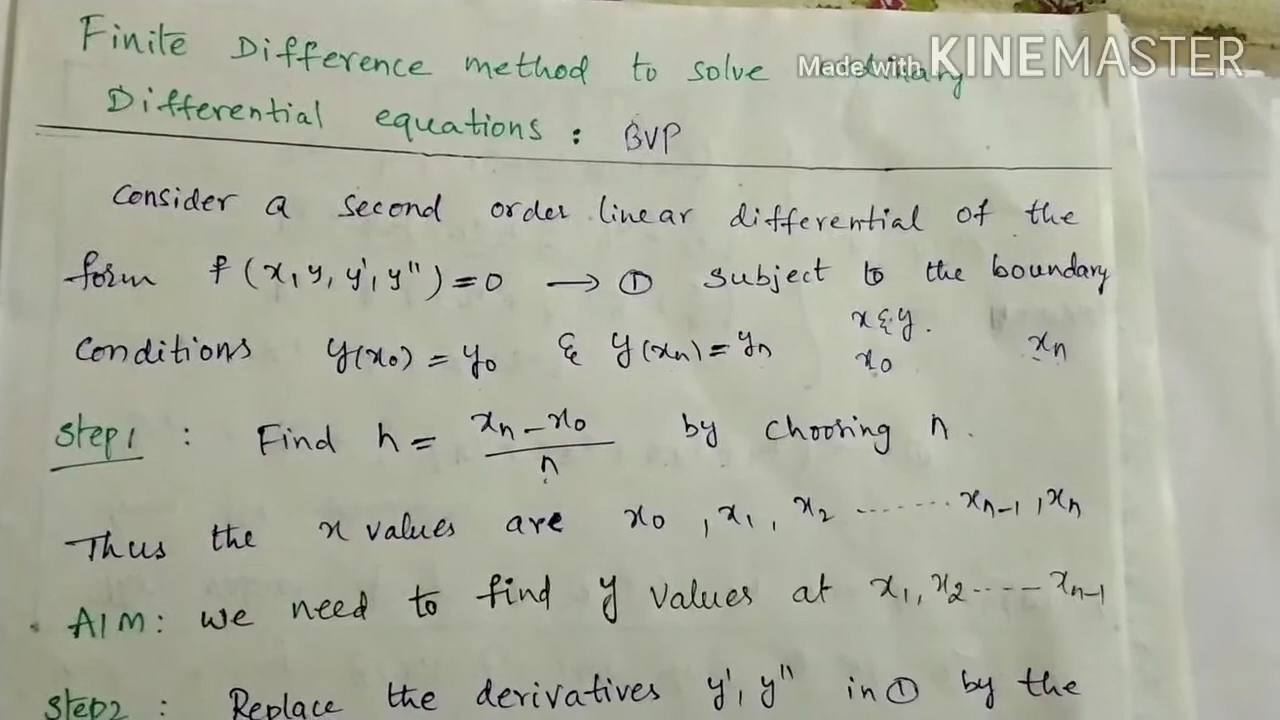 Finite Difference method to solve
Made with KINEMASTER
Differential equations : BVP
Consider a second order linear differential of the
form f(x, y, y', y'') = 0 → ① subject to the boundary
conditions y(x₀) = y₀ & y(xₙ) = yₙ
x & y.
x₀ xₙ
Step1 : Find h = (xₙ - x₀)/n by choosing n.
Thus the x values are x₀, x₁, x₂ ........ xₙ₋₁, xₙ
AIM: we need to find y values at x₁, x₂ ----- xₙ₋₁
Step2 : Replace the derivatives y', y'' in ① by the